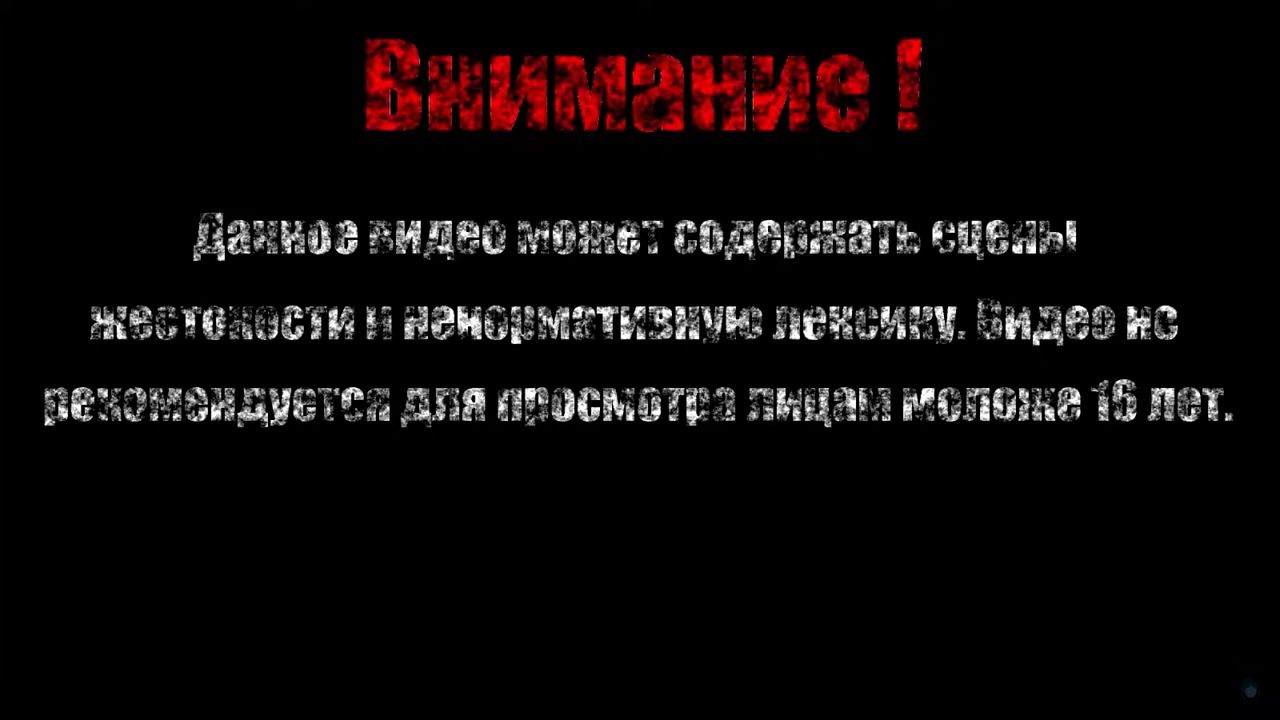 Внимание !
Данное видео может содержать сцены
жестокости и ненормативную лексику. Видео не
рекомендуется для просмотра лицам моложе 16 лет.